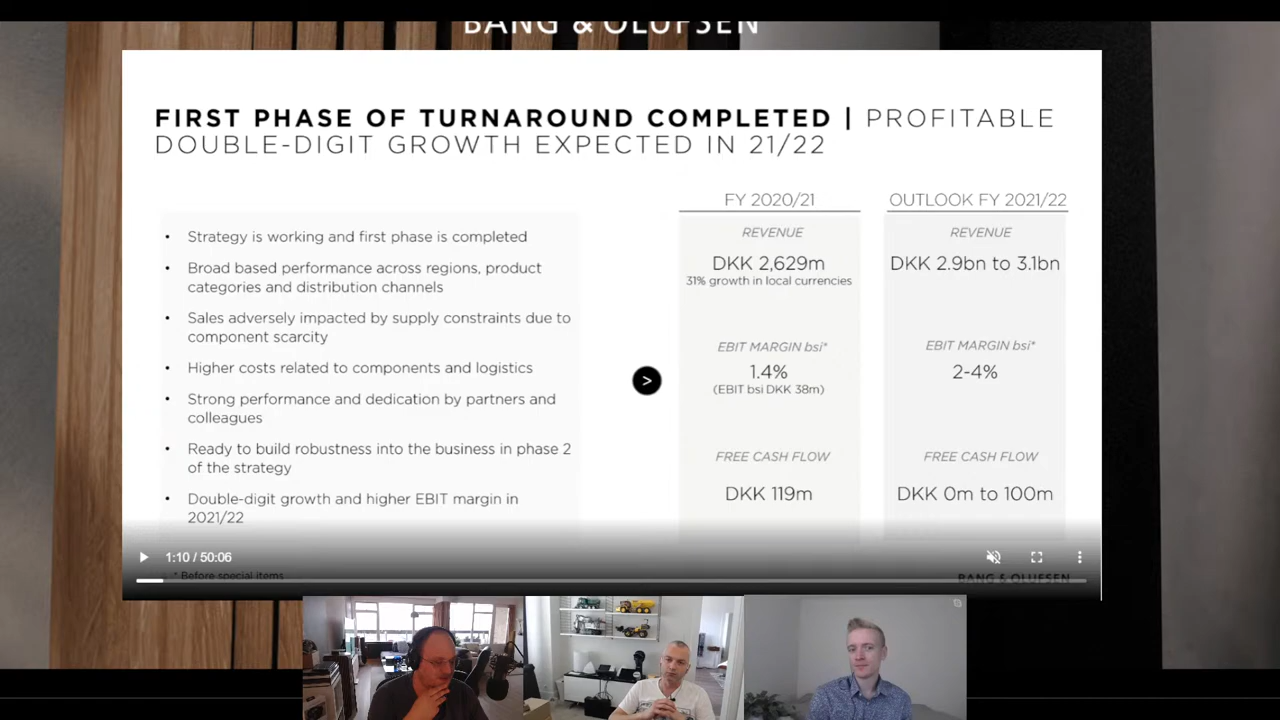 BANG & OLUFSEN
FIRST PHASE OF TURNAROUND COMPLETED | PROFITABLE
DOUBLE-DIGIT GROWTH EXPECTED IN 21/22
• Strategy is working and first phase is completed
• Broad based performance across regions, product
categories and distribution channels
• Sales adversely impacted by supply constraints due to
component scarcity
• Higher costs related to components and logistics
• Strong performance and dedication by partners and
colleagues
• Ready to build robustness into the business in phase 2
of the strategy
• Double-digit growth and higher EBIT margin in
2021/22
>
FY 2020/21
REVENUE
DKK 2,629m
31% growth in local currencies
EBIT MARGIN bsi*
1.4%
(EBIT bsi DKK 38m)
FREE CASH FLOW
DKK 119m
OUTLOOK FY 2021/22
REVENUE
DKK 2.9bn to 3.1bn
EBIT MARGIN bsi*
2-4%
FREE CASH FLOW
DKK 0m to 100m
1:10 / 50:06
* Before special items
BANG & OLUFSEN